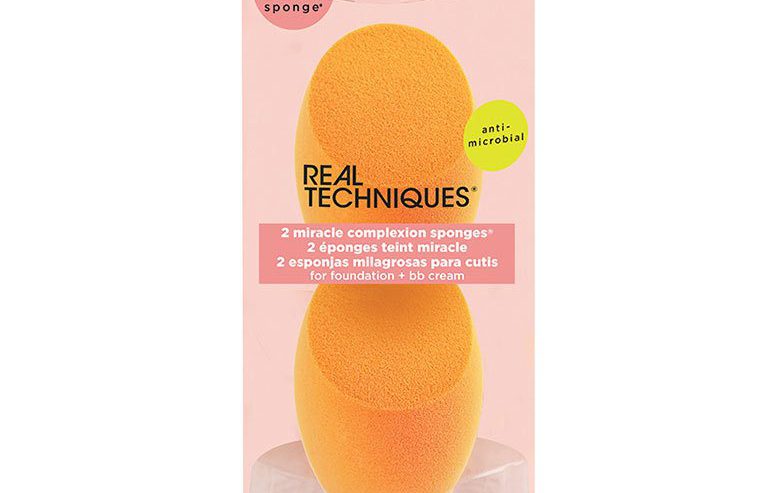 sponge*
anti-
microbial
REAL
TECHNIQUES®
2 miracle complexion sponges®
2 éponges teint miracle
2 esponjas milagrosas para cutis
for foundation + bb cream